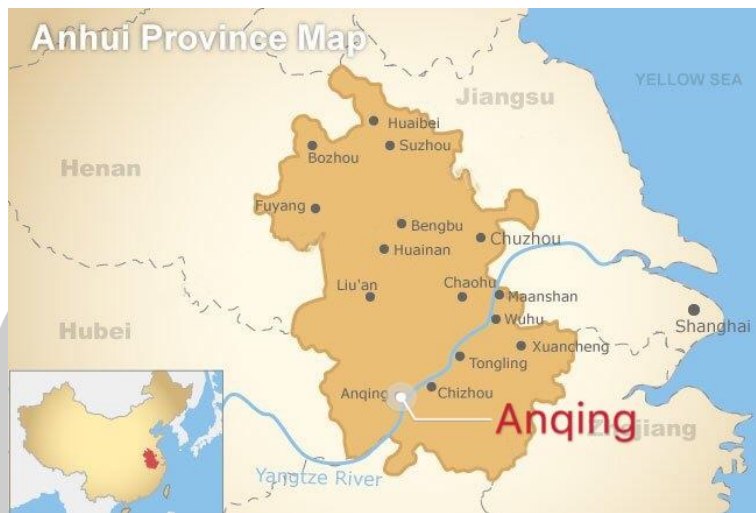 Anhui Province Map
YELLOW SEA
Jiangsu
Huaibei
Suzhou
Bozhou
Henan
Fuyang
Bengbu
Chuzhou
Huainan
Liu'an
Chaohu
Maanshan
Hubei
Wuhu
Shanghai
Xuancheng
Tongling
Anqing
Chizhou
Anqing
Zhejiang
Yangtze River